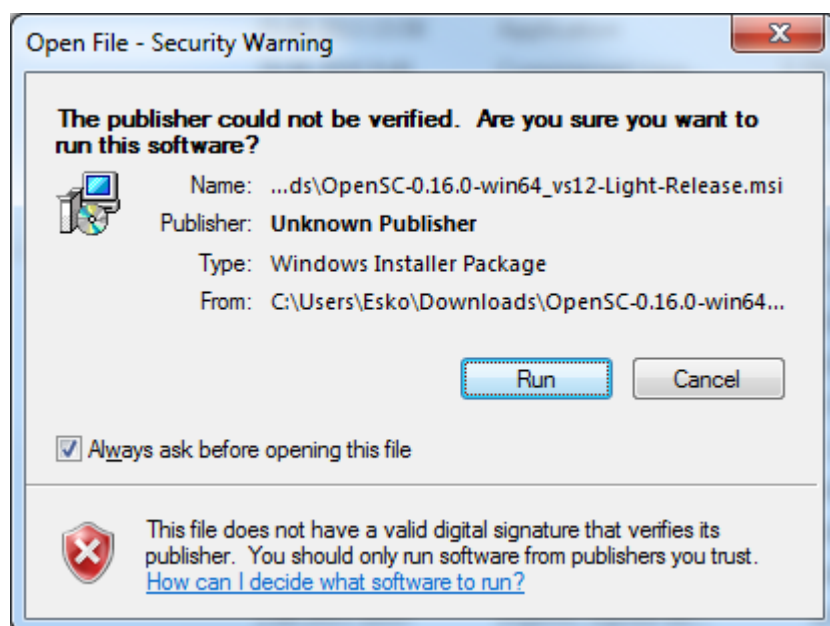 Open File - Security Warning
The publisher could not be verified. Are you sure you want to
run this software?
Name: ...ds\OpenSC-0.16.0-win64_vs12-Light-Release.msi
Publisher: Unknown Publisher
Type: Windows Installer Package
From: C:\Users\Esko\Downloads\OpenSC-0.16.0-win64...
Run Cancel
Always ask before opening this file
This file does not have a valid digital signature that verifies its
publisher. You should only run software from publishers you trust.
How can I decide what software to run?